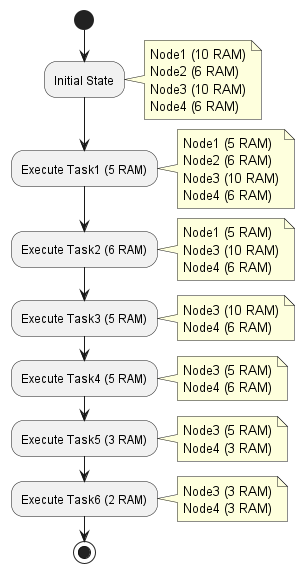 Initial State
Node1 (10 RAM)
Node2 (6 RAM)
Node3 (10 RAM)
Node4 (6 RAM)
Execute Task1 (5 RAM)
Node1 (5 RAM)
Node2 (6 RAM)
Node3 (10 RAM)
Node4 (6 RAM)
Execute Task2 (6 RAM)
Node1 (5 RAM)
Node3 (10 RAM)
Node4 (6 RAM)
Execute Task3 (5 RAM)
Node3 (10 RAM)
Node4 (6 RAM)
Execute Task4 (5 RAM)
Node3 (5 RAM)
Node4 (6 RAM)
Execute Task5 (3 RAM)
Node3 (5 RAM)
Node4 (3 RAM)
Execute Task6 (2 RAM)
Node3 (3 RAM)
Node4 (3 RAM)